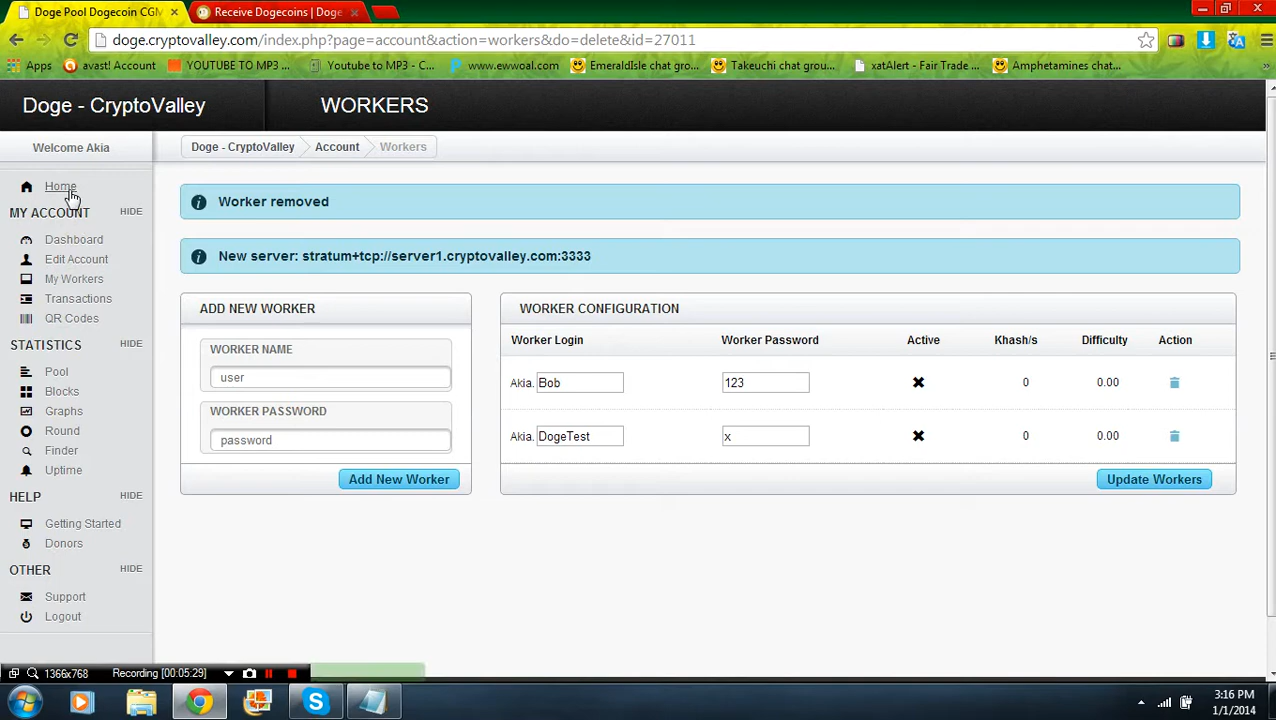 Doge Pool Dogecoin CGM
Receive Dogecoins | Doge
doge.cryptovalley.com/index.php?page=account&action=workers&do=delete&id=27011
Apps
avast! Account
YOUTUBE TO MP3 - ...
Youtube to MP3 - C...
www.ewwoal.com
EmeraldIsle chat gro...
Takeuchi chat grou...
xatAlert - Fair Trade ...
Amphetamines chat...
»
Doge - CryptoValley
WORKERS
Welcome Akia
Doge - CryptoValley
Account
Workers
Home
MY ACCOUNT HIDE
Dashboard
Edit Account
My Workers
Transactions
QR Codes
STATISTICS HIDE
Pool
Blocks
Graphs
Round
Finder
Uptime
HELP HIDE
Getting Started
Donors
OTHER HIDE
Support
Logout
Worker removed
New server: stratum+tcp://server1.cryptovalley.com:3333
ADD NEW WORKER
WORKER NAME
user
WORKER PASSWORD
password
Add New Worker
WORKER CONFIGURATION
Worker Login Worker Password Active Khash/s Difficulty Action
Akia. Bob 123 0 0.00
Akia. DogeTest x 0 0.00
Update Workers
1366x768 Recording [00:05:29]
3:16 PM
1/1/2014